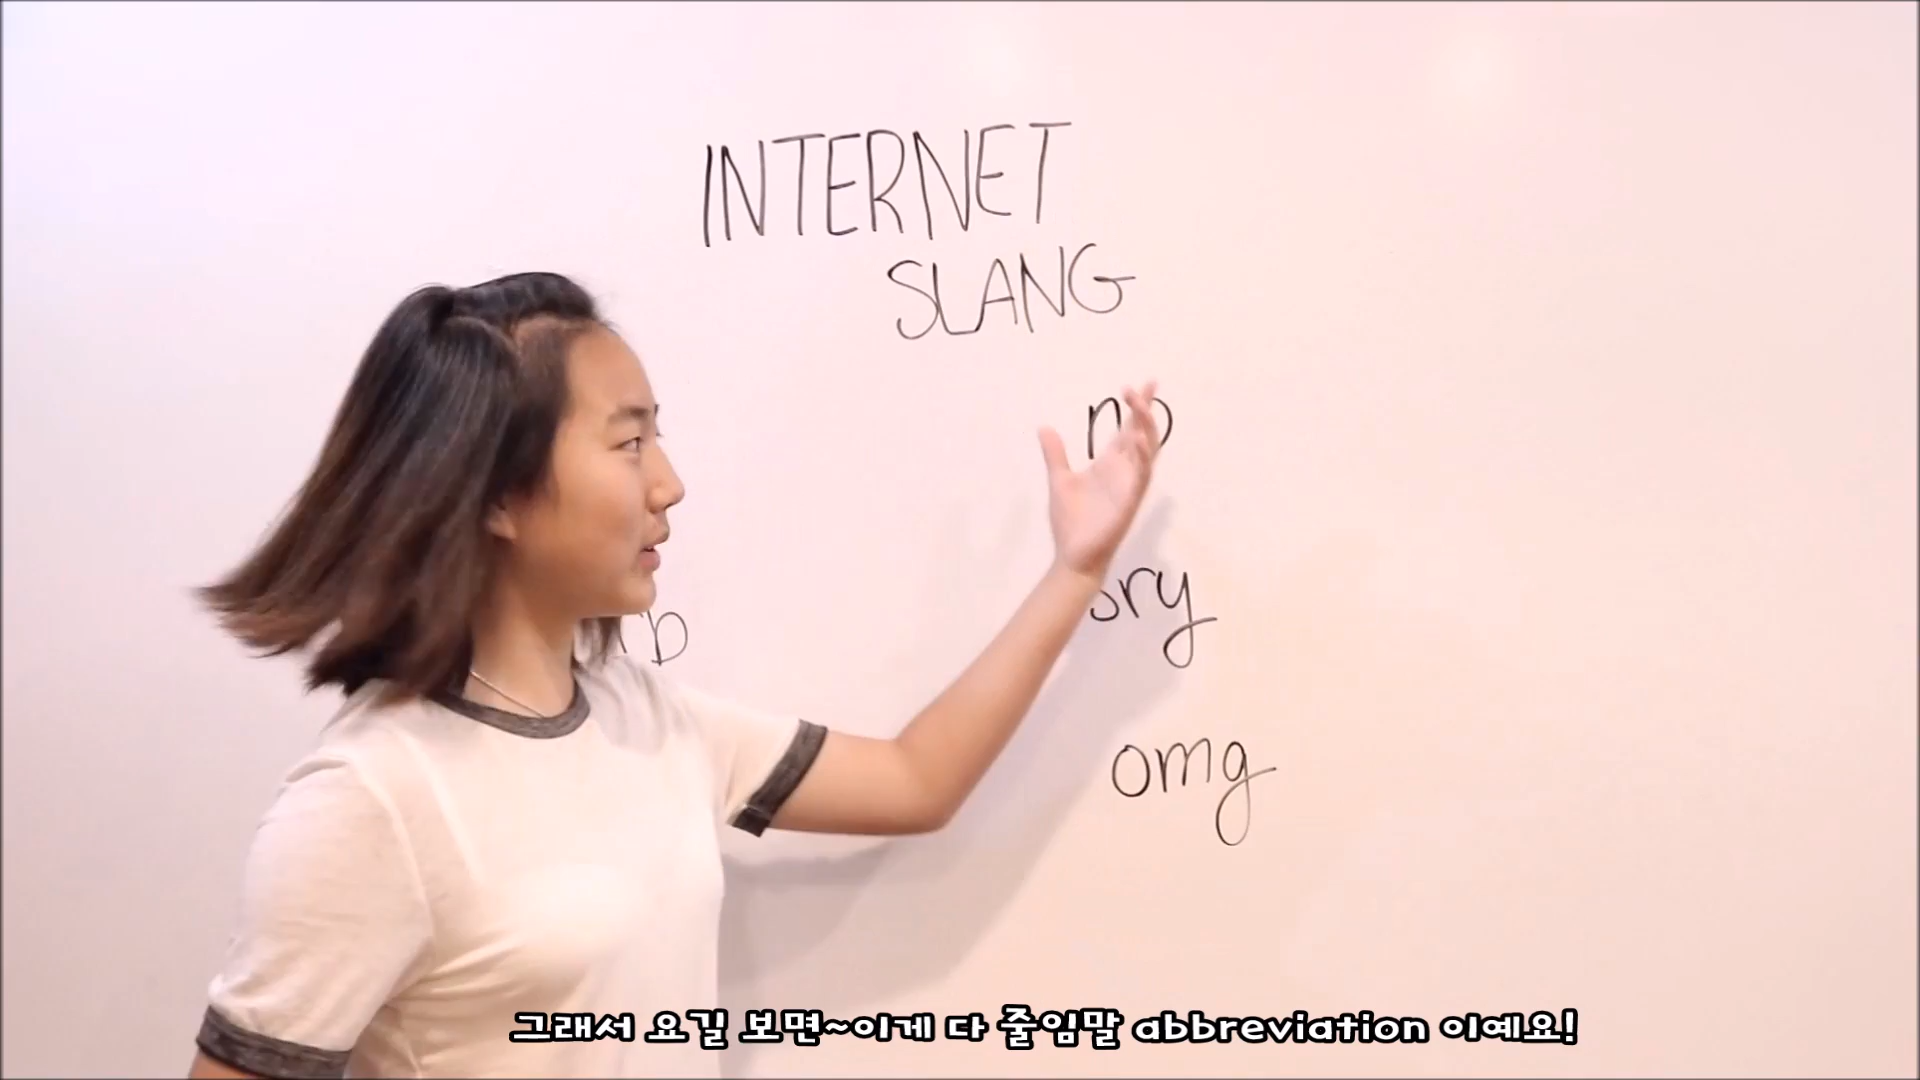 INTERNET
SLANG
sry
omg
그래서 요길 보면~이게 다 줄임말 abbreviation 이예요!